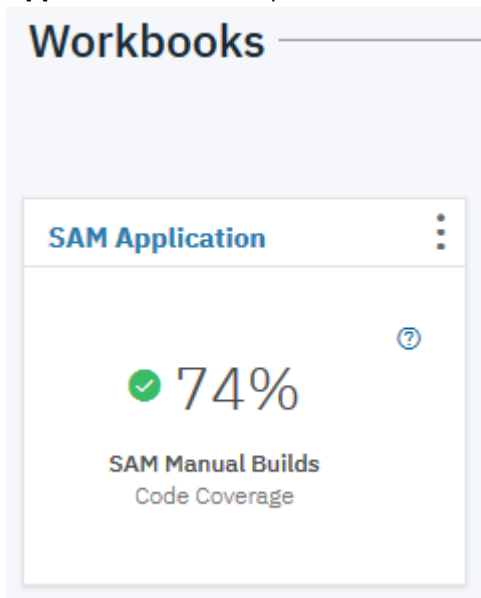 Workbooks
SAM Application
74%
SAM Manual Builds
Code Coverage